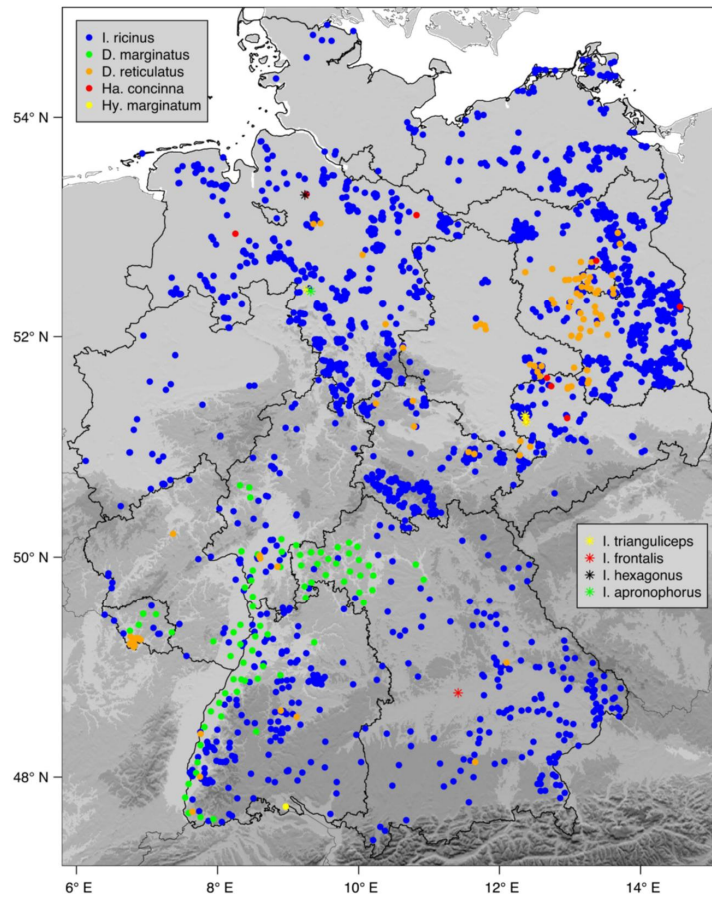 I. ricinus
D. marginatus
D. reticulatus
Ha. concinna
Hy. marginatum
54° N
52° N
I. trianguliceps
I. frontalis
I. hexagonus
I. apronophorus
50° N
48° N
6° E
8° E
10° E
12° E
14° E